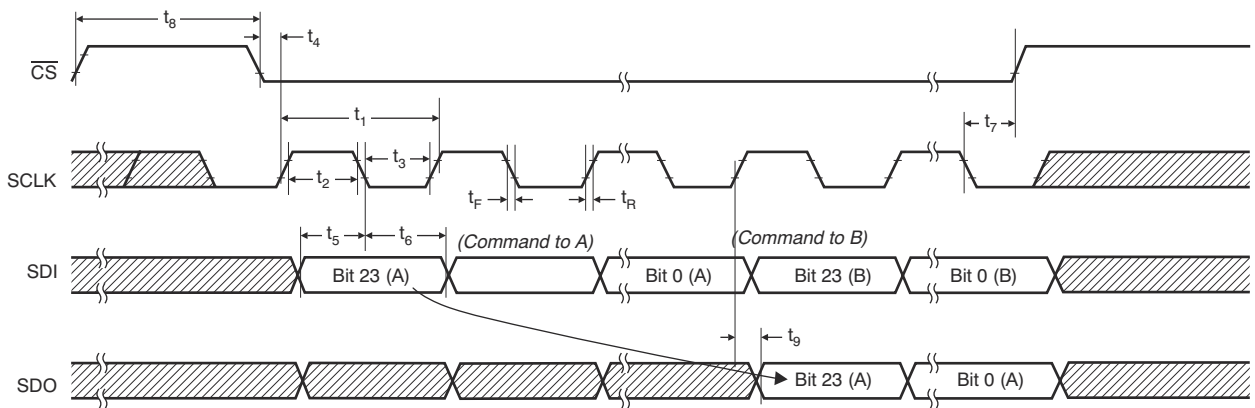 t8
t4
CS
t1
t7
SCLK
t3
t2
tF
tR
t5
t6
(Command to A)
(Command to B)
SDI
Bit 23 (A)
Bit 0 (A)
Bit 23 (B)
Bit 0 (B)
t9
SDO
Bit 23 (A)
Bit 0 (A)